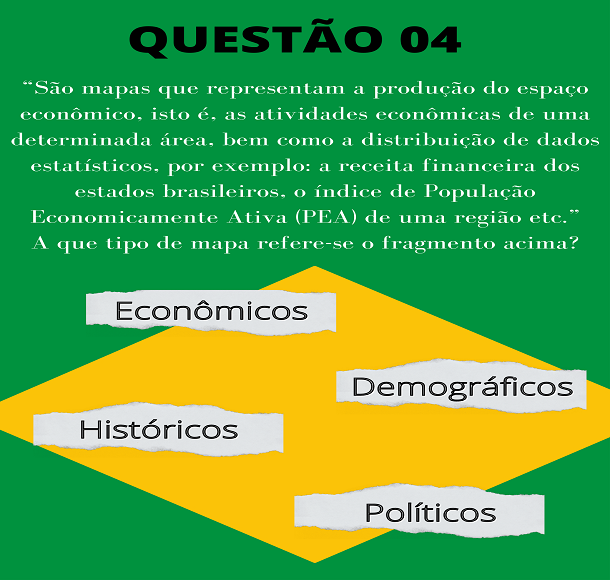 QUESTÃO 04
“São mapas que representam a produção do espaço
econômico, isto é, as atividades econômicas de uma
determinada área, bem como a distribuição de dados
estatísticos, por exemplo: a receita financeira dos
estados brasileiros, o índice de População
Economicamente Ativa (PEA) de uma região etc.”
A que tipo de mapa refere-se o fragmento acima?
Econômicos
Demográficos
Históricos
Políticos